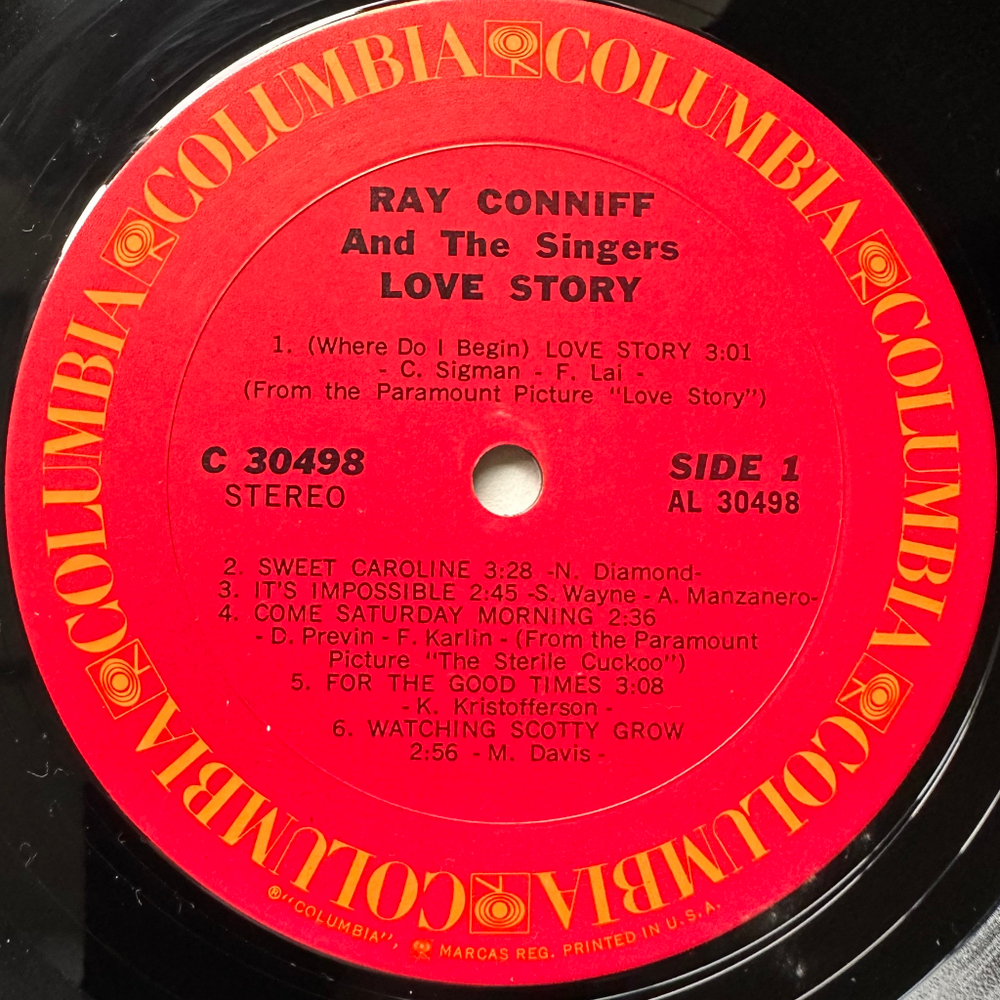 COLUMBIA COLUMBIA COLUMBIA COLUMBIA COLUMBIA COLUMBIA
RAY CONNIFF
And The Singers
LOVE STORY
1. (Where Do I Begin) LOVE STORY 3:01
- C. Sigman - F. Lai -
(From the Paramount Picture "Love Story")
C 30498
STEREO
SIDE 1
AL 30498
2. SWEET CAROLINE 3:28 -N. Diamond-
3. IT'S IMPOSSIBLE 2:45 -S. Wayne - A. Manzanero-
4. COME SATURDAY MORNING 2:36
- D. Previn - F. Karlin - (From the Paramount
Picture "The Sterile Cuckoo")
5. FOR THE GOOD TIMES 3:08
- K. Kristofferson -
6. WATCHING SCOTTY GROW
2:56 - M. Davis -
®"COLUMBIA", MARCAS REG. PRINTED IN U.S.A.